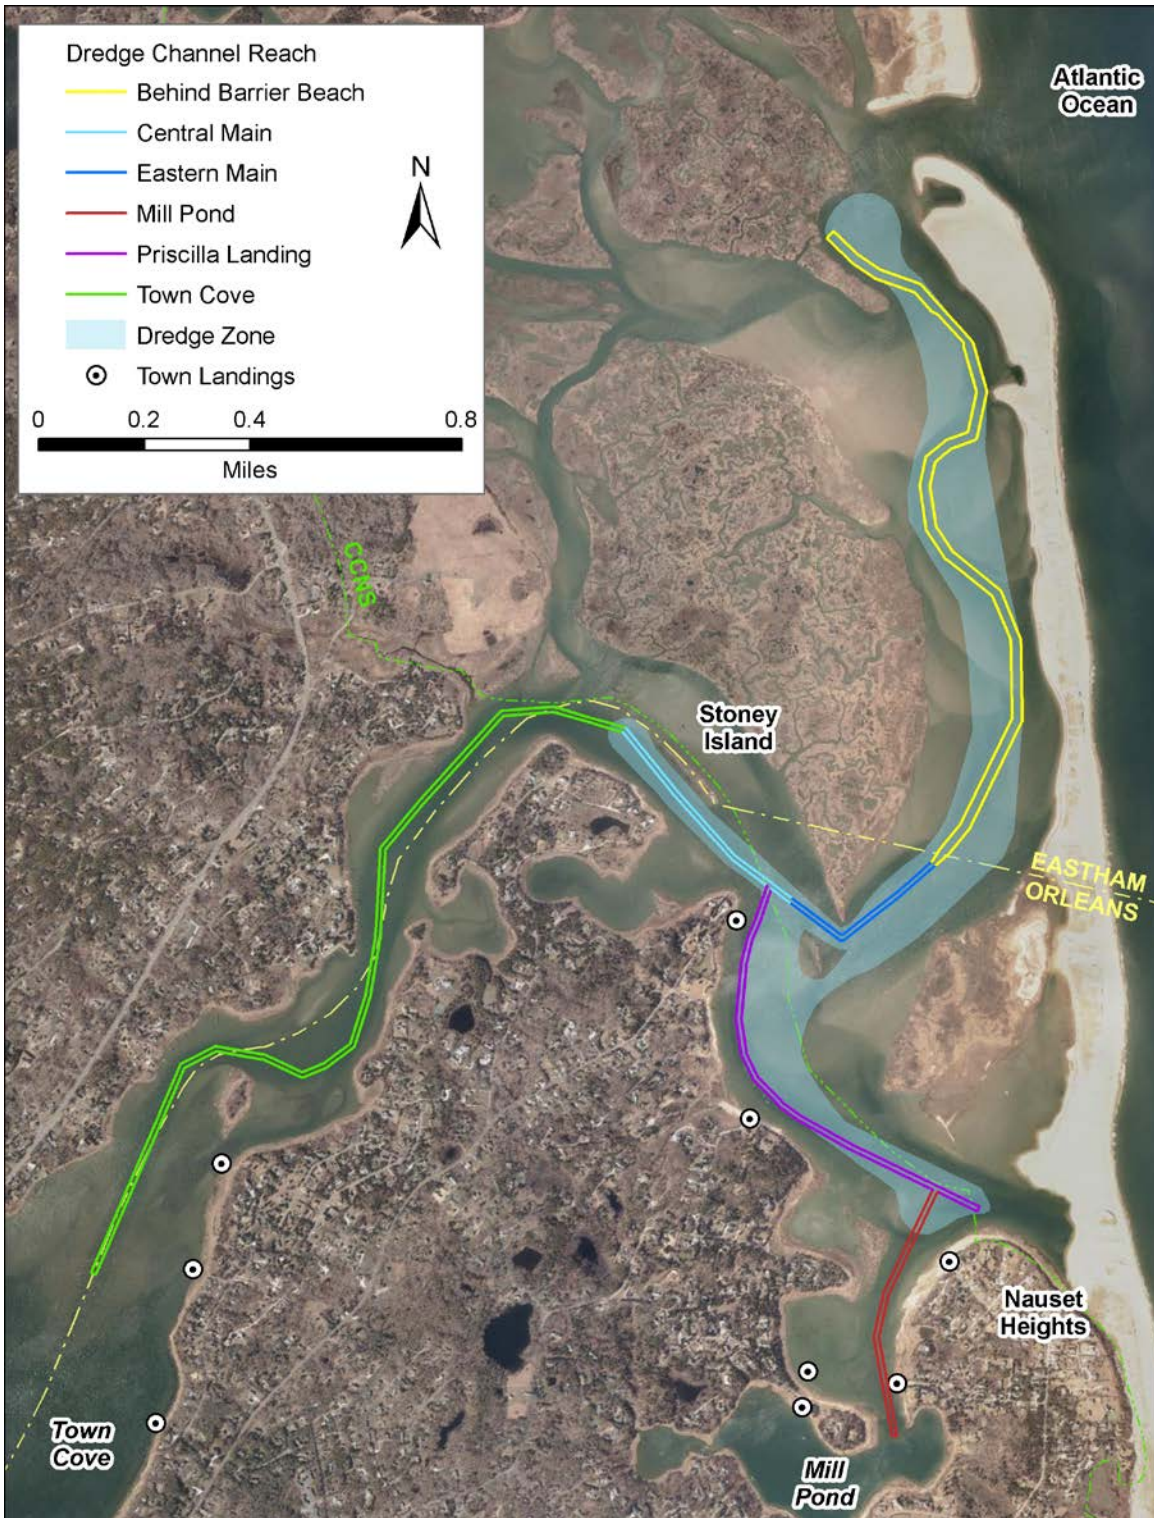 Dredge Channel Reach
Behind Barrier Beach
Central Main
Eastern Main
Mill Pond
Priscilla Landing
Town Cove
Dredge Zone
Town Landings
N
0 0.2 0.4 0.8
Miles
Atlantic
Ocean
CCNS
Stoney
Island
EASTHAM
ORLEANS
Nauset
Heights
Town
Cove
Mill
Pond